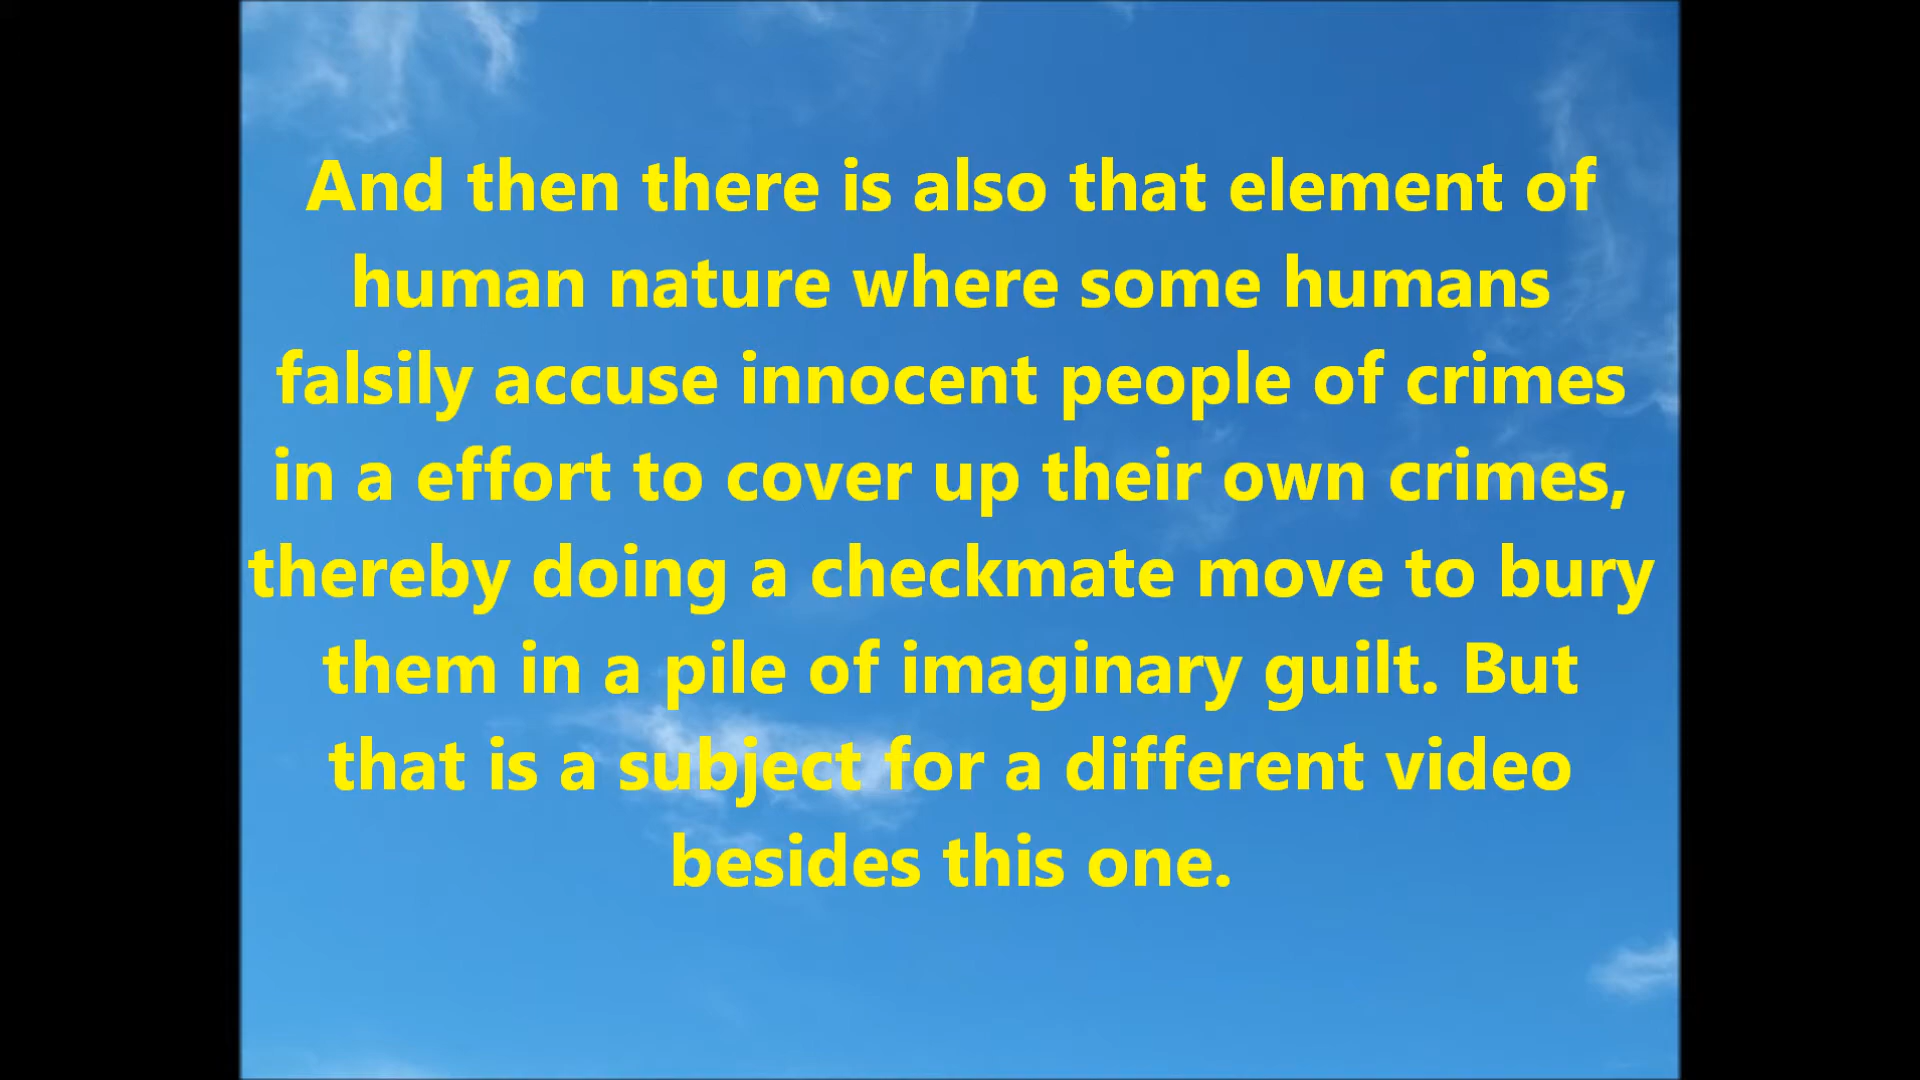 And then there is also that element of
human nature where some humans
falsily accuse innocent people of crimes
in a effort to cover up their own crimes,
thereby doing a checkmate move to bury
them in a pile of imaginary guilt. But
that is a subject for a different video
besides this one.